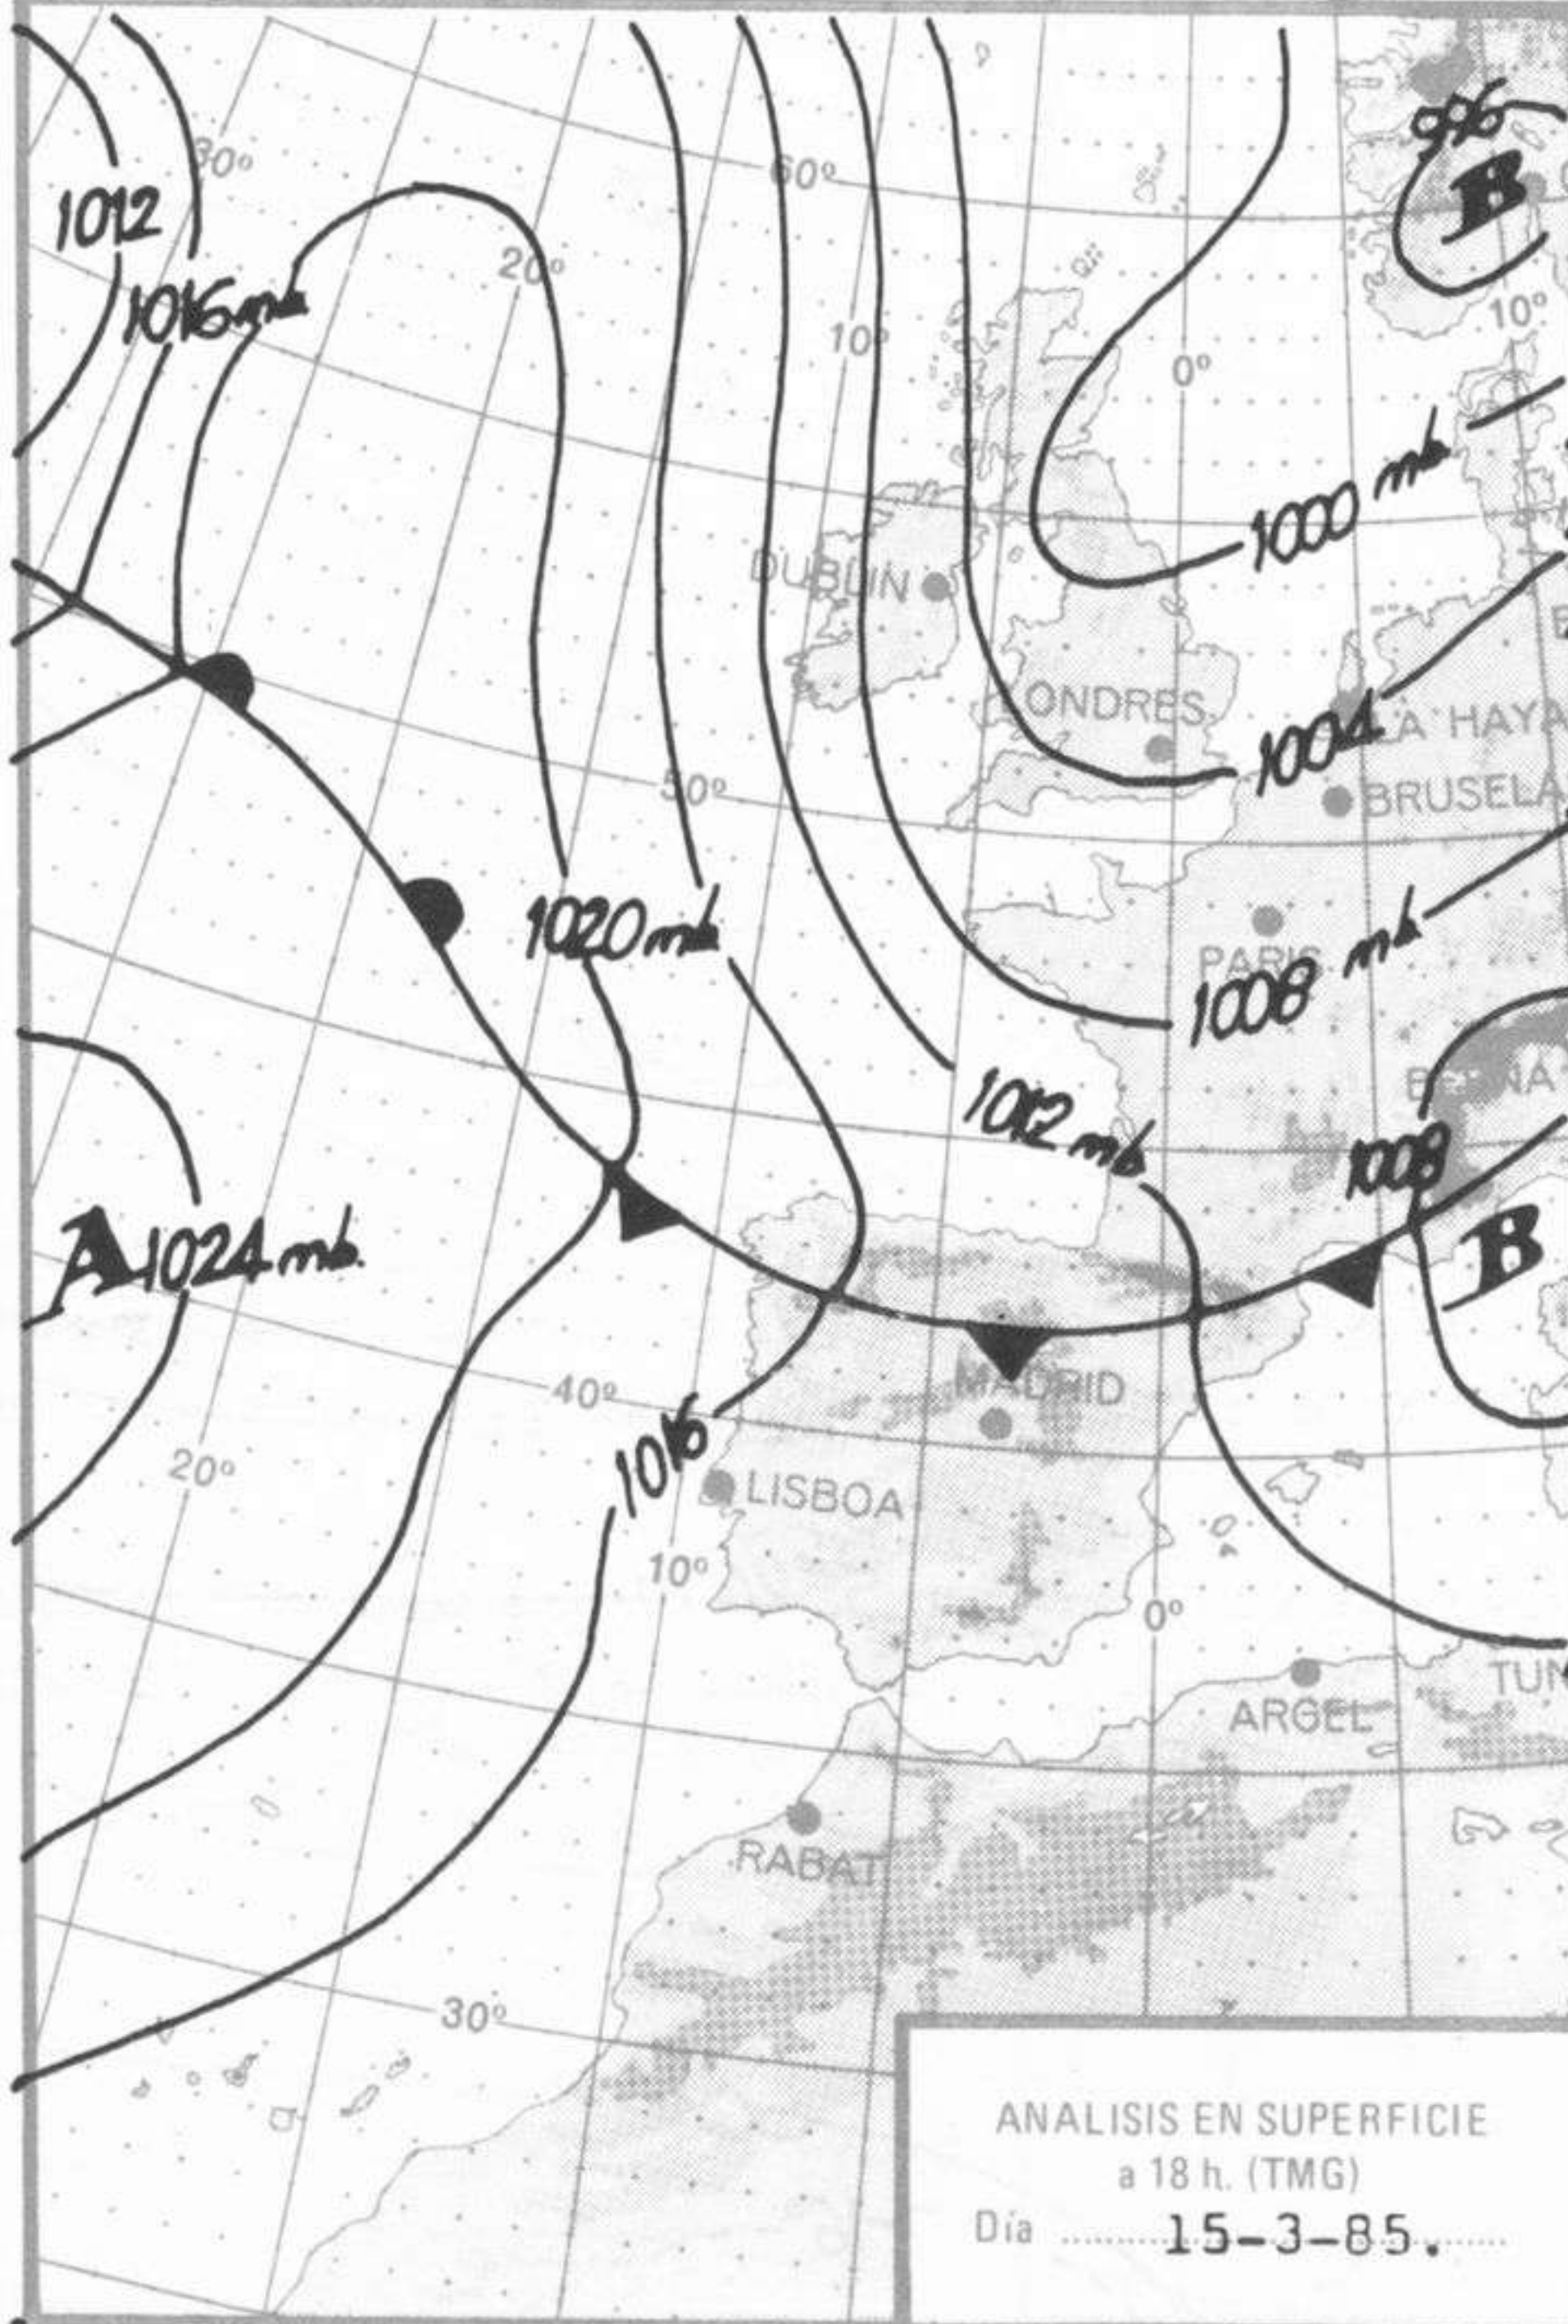 996
B
60º
30º
1012
20º
1016 mb.
10º
10º
0º
1000 mb.
DUBLIN
LONDRES
LA HAYA
1004
50º
BRUSELA
1020 mb.
PARIS
1008 mb.
BERNA
1012 mb.
1008
A 1024 mb.
B
40º
MADRID
1016
20º
LISBOA
10º
0º
ARGEL
TUN
RABAT
30º
ANALISIS EN SUPERFICIE
a 18 h. (TMG)
Día 15-3-85.